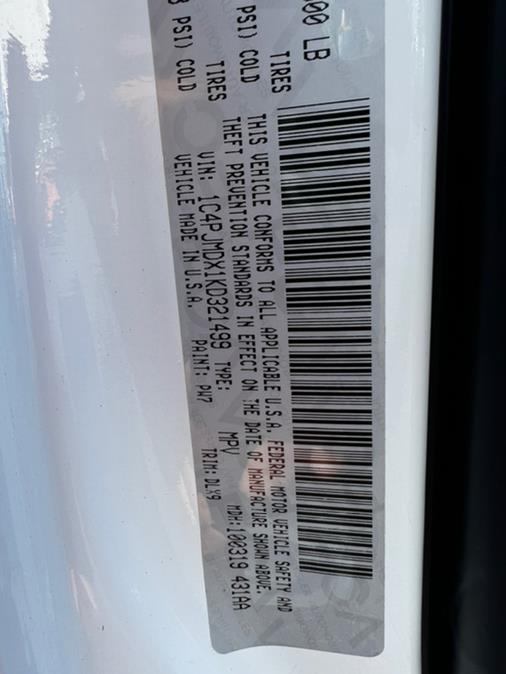 000 LB
TIRES
PSI) COLD
TIRES
PSI) COLD
THIS VEHICLE CONFORMS TO ALL APPLICABLE U.S.A. FEDERAL MOTOR VEHICLE SAFETY AND
THEFT PREVENTION STANDARDS IN EFFECT ON THE DATE OF MANUFACTURE SHOWN ABOVE.
VIN: 1C4PJMDX1KD321499 TYPE: MPV MDH:100319 431AA
VEHICLE MADE IN U.S.A. PAINT: PW7 TRIM: DLX9